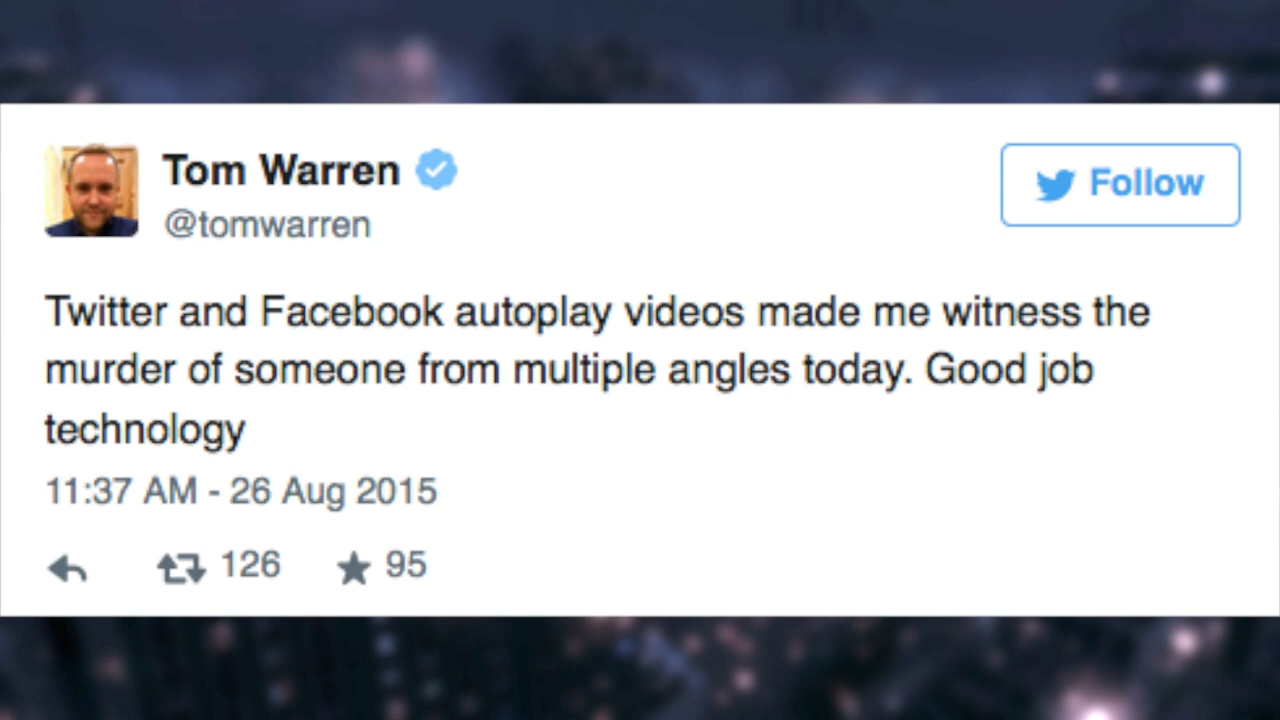 Tom Warren
@tomwarren
Follow
Twitter and Facebook autoplay videos made me witness the
murder of someone from multiple angles today. Good job
technology
11:37 AM - 26 Aug 2015
126 95